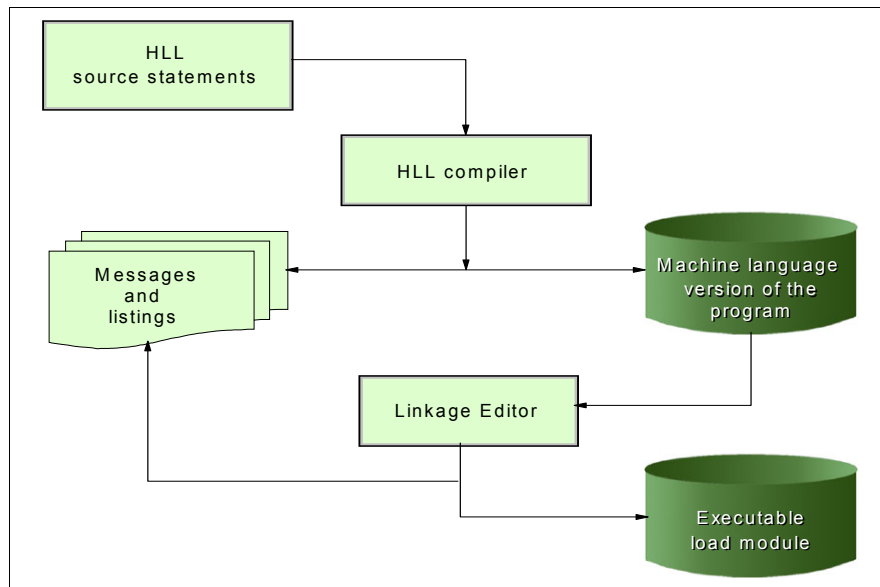 HLL
source statements
HLL compiler
Messages
and
listings
Machine language
version of the
program
Linkage Editor
Executable
load module